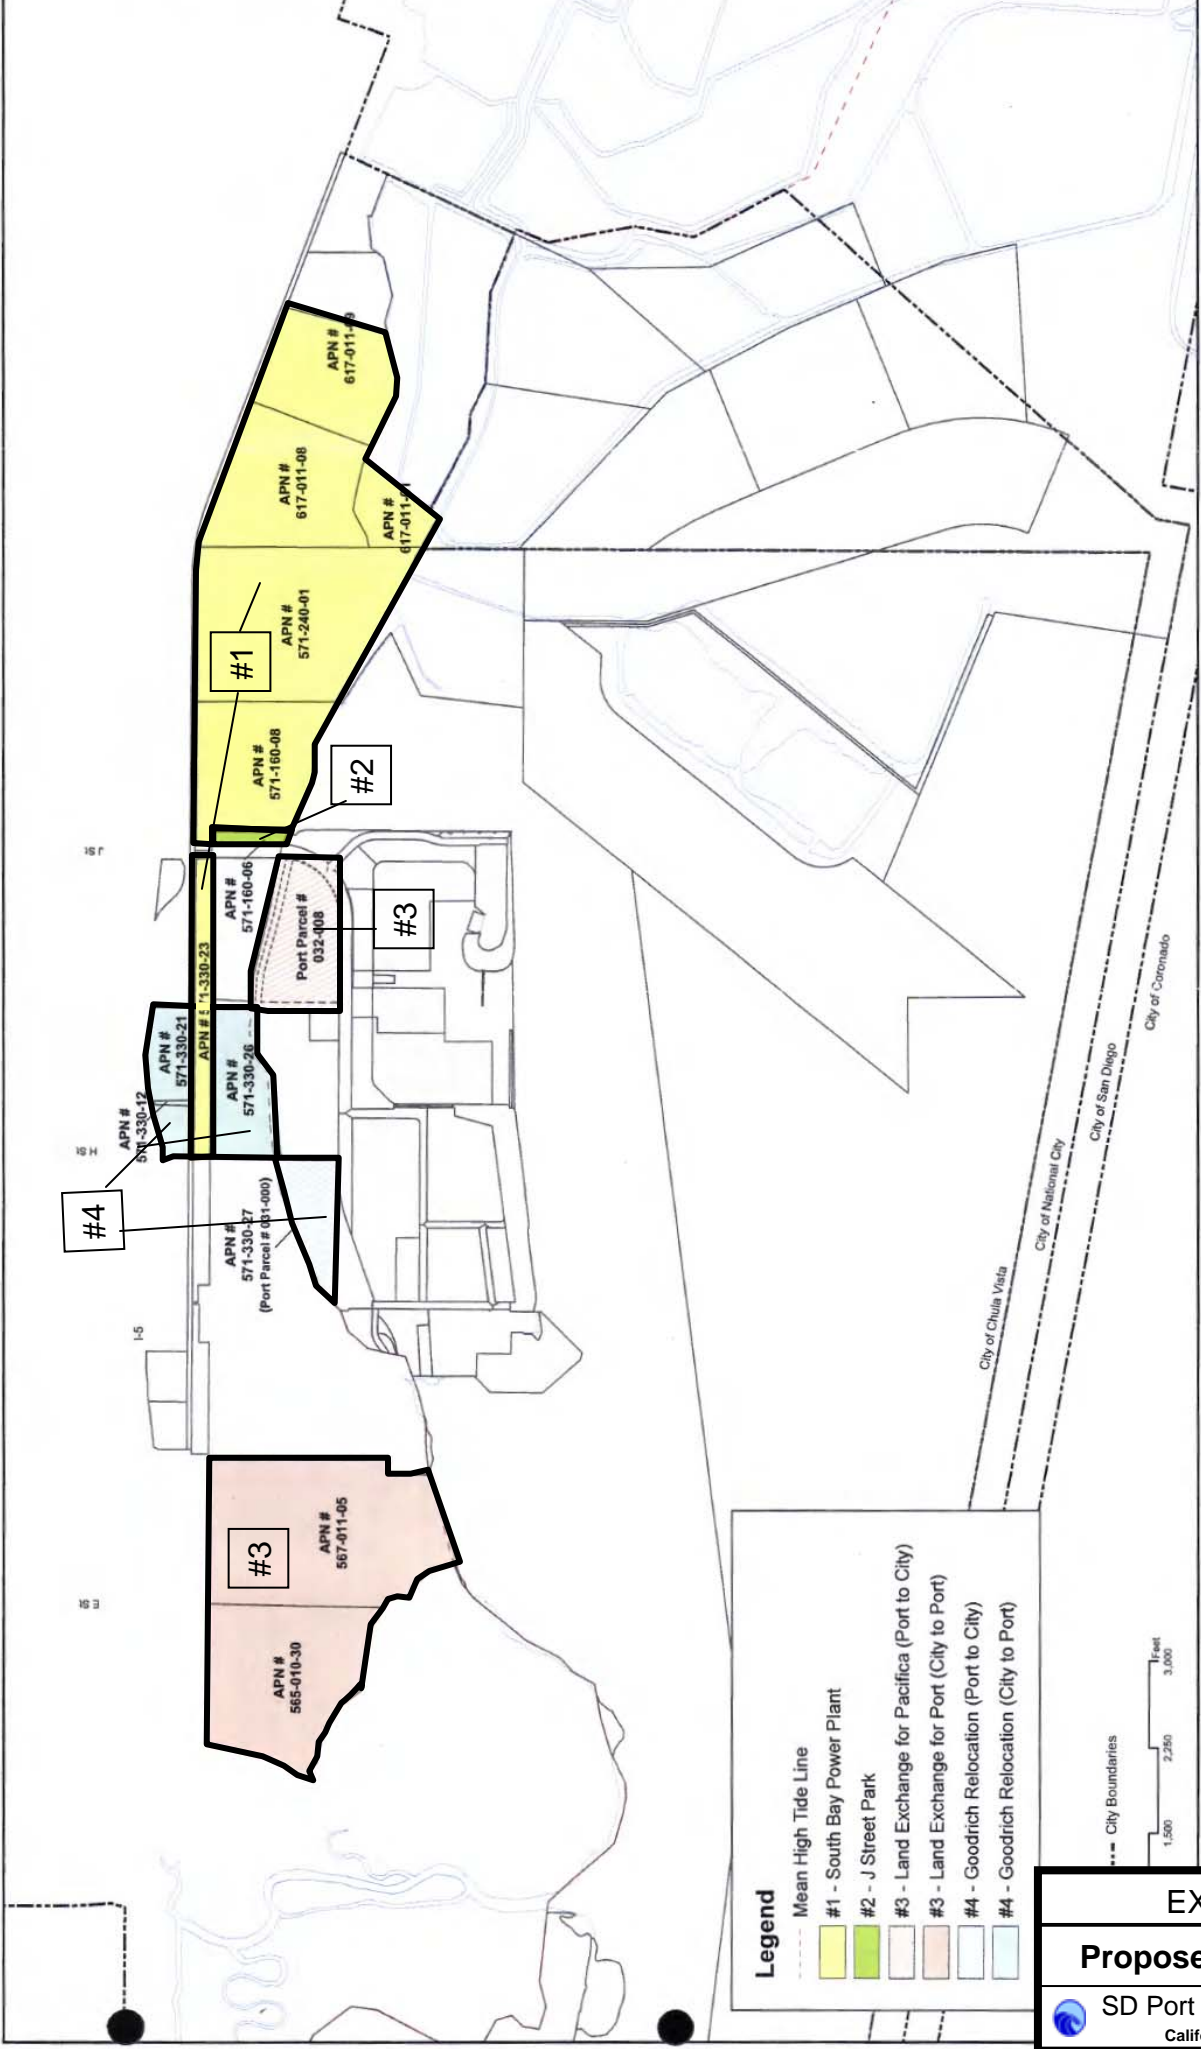 J St
H St
I-5
E St
APN #
617-011-08
APN #
571-240-01
APN #
571-160-08
APN #
571-160-06
Port Parcel #
032-008
APN #
571-330-21
APN #
571-330-12
APN #
571-330-26
APN #
571-330-27
(Port Parcel # 031-000)
APN #
567-011-05
APN #
565-010-30
#1
#2
#3
#4
#3
City of Chula Vista
City of National City
City of San Diego
City of Coronado
Legend
Mean High Tide Line
#1 - South Bay Power Plant
#2 - J Street Park
#3 - Land Exchange for Pacifica (Port to City)
#3 - Land Exchange for Port (City to Port)
#4 - Goodrich Relocation (Port to City)
#4 - Goodrich Relocation (City to Port)
City Boundaries
1,500
2,250
3,000
Feet
EX
Propose
SD Port
Calif